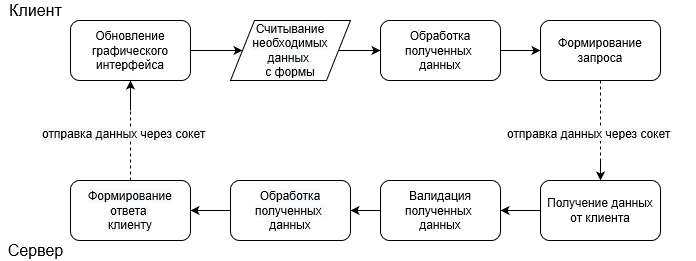 Клиент
Обновление
графического
интерфейса
Считывание
необходимых
данных
с формы
Обработка
полученных
данных
Формирование
запроса
отправка данных через сокет
отправка данных через сокет
Формирование
ответа
клиенту
Обработка
полученных
данных
Валидация
полученных
данных
Получение данных
от клиента
Сервер